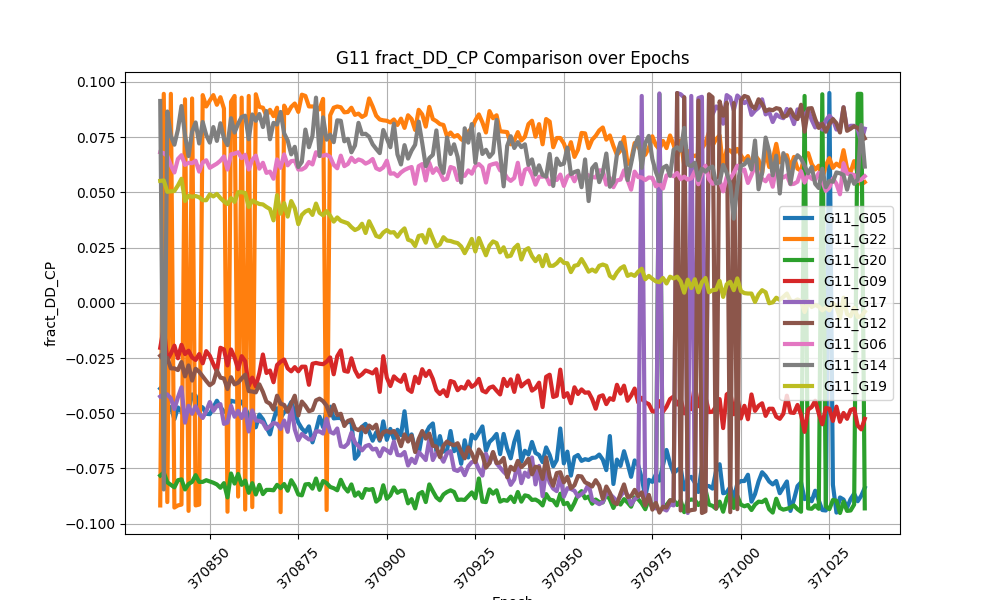 G11 fract_DD_CP Comparison over Epochs
fract_DD_CP
0.100
0.075
0.050
0.025
0.000
−0.025
−0.050
−0.075
−0.100
G11_G05
G11_G22
G11_G20
G11_G09
G11_G17
G11_G12
G11_G06
G11_G14
G11_G19
370850
370875
370900
370925
370950
370975
371000
371025
Epoch